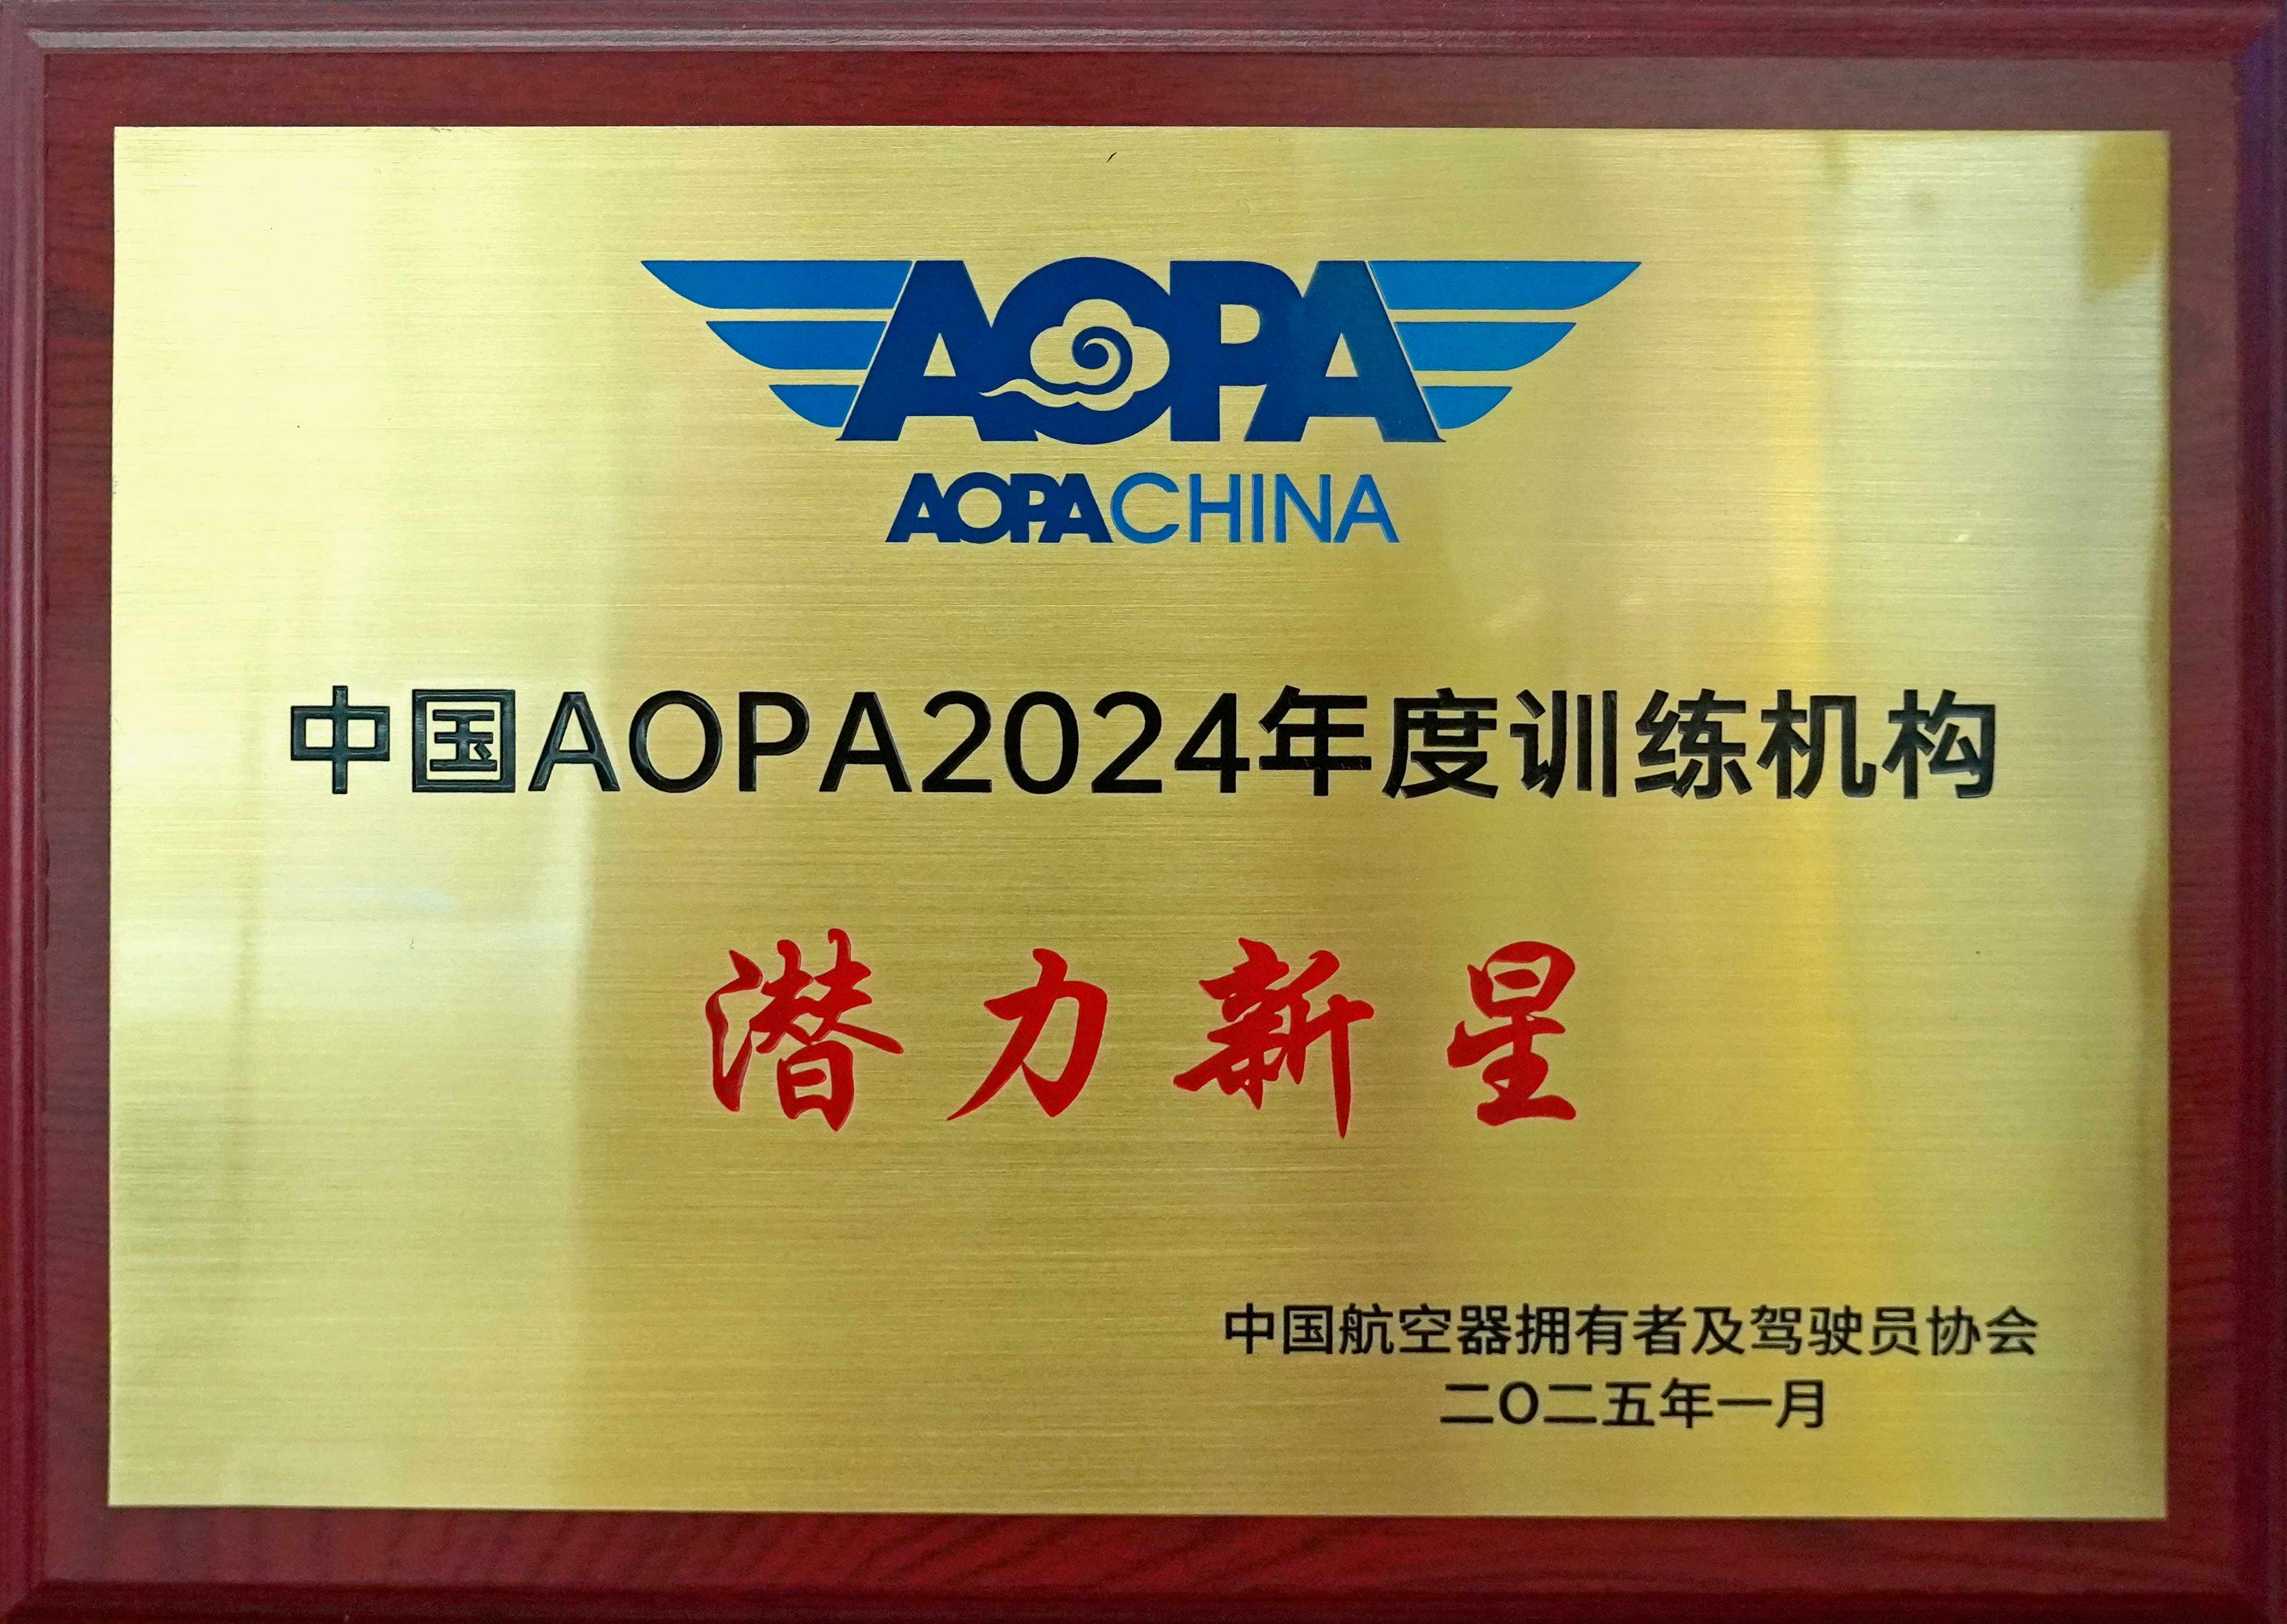 AOPA
AOPACHINA
中国AOPA2024年度训练机构
潜力新星
中国航空器拥有者及驾驶员协会
二〇二五年一月